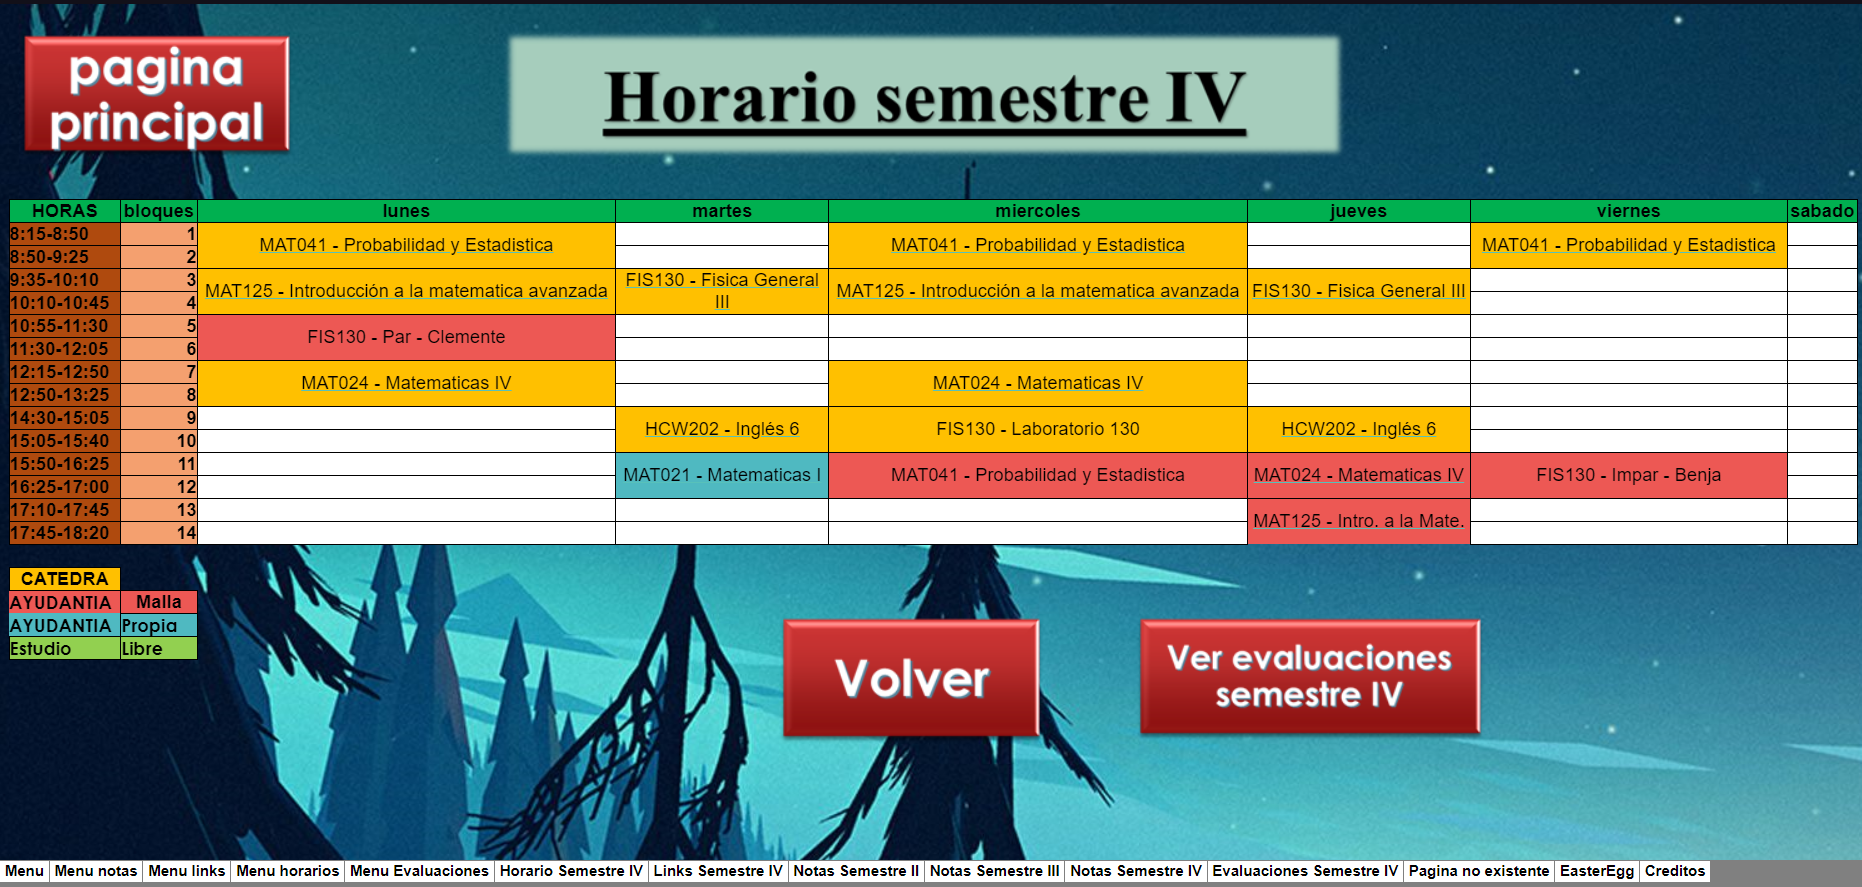 pagina
principal
Horario semestre IV
HORAS bloques lunes martes miercoles jueves viernes sabado
8:15-8:50 1
MAT041 - Probabilidad y Estadistica MAT041 - Probabilidad y Estadistica MAT041 - Probabilidad y Estadistica
8:50-9:25 2
9:35-10:10 3
MAT125 - Introducción a la matematica avanzada FIS130 - Fisica General
III MAT125 - Introducción a la matematica avanzada FIS130 - Fisica General III
10:10-10:45 4
10:55-11:30 5
FIS130 - Par - Clemente
11:30-12:05 6
12:15-12:50 7
MAT024 - Matematicas IV MAT024 - Matematicas IV
12:50-13:25 8
14:30-15:05 9
HCW202 - Inglés 6 FIS130 - Laboratorio 130 HCW202 - Inglés 6
15:05-15:40 10
15:50-16:25 11
MAT021 - Matematicas I MAT041 - Probabilidad y Estadistica MAT024 - Matematicas IV FIS130 - Impar - Benja
16:25-17:00 12
17:10-17:45 13
MAT125 - Intro. a la Mate.
17:45-18:20 14
CATEDRA
AYUDANTIA Malla
AYUDANTIA Propia
Estudio Libre
Volver
Ver evaluaciones
semestre IV
Menu Menu notas Menu links Menu horarios Menu Evaluaciones Horario Semestre IV Links Semestre IV Notas Semestre II Notas Semestre III Notas Semestre IV Evaluaciones Semestre IV Pagina no existente EasterEgg Creditos